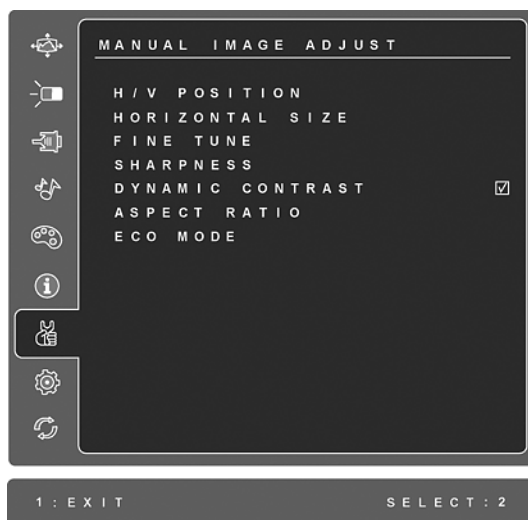 MANUAL IMAGE ADJUST
H/V POSITION
HORIZONTAL SIZE
FINE TUNE
SHARPNESS
DYNAMIC CONTRAST
ASPECT RATIO
ECO MODE
1:EXIT SELECT:2